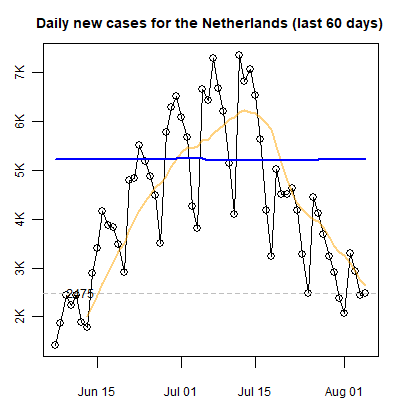 Daily new cases for the Netherlands (last 60 days)
7K
6K
5K
4K
3K
2K
2475
Jun 15
Jul 01
Jul 15
Aug 01